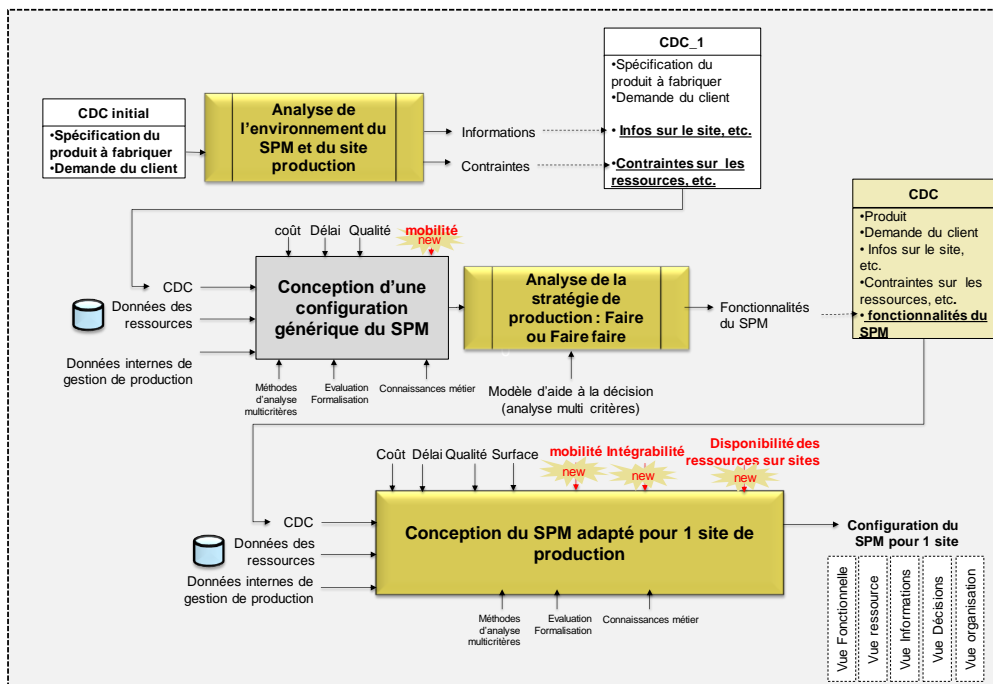 CDC initial
•Spécification du
produit à fabriquer
•Demande du client
Analyse de
l'environnement du
SPM et du site
production
Informations
Contraintes
CDC_1
•Spécification du
produit à fabriquer
•Demande du client
• Infos sur le site, etc.
•Contraintes sur les
ressources, etc.
coût
Délai
Qualité
mobilité
new
CDC
Données des
ressources
Données internes de
gestion de production
Conception d'une
configuration
générique du SPM
Méthodes
d'analyse
multicritères
Evaluation
Formalisation
Connaissances métier
Analyse de la
stratégie de
production : Faire
ou Faire faire
Modèle d'aide à la décision
(analyse multi critères)
Fonctionnalités
du SPM
CDC
•Produit
•Demande du client
• Infos sur le site,
etc.
•Contraintes sur les
ressources, etc.
• fonctionnalités du
SPM
Coût
Délai
Qualité
Surface
mobilité
new
Intégrabilité
new
Disponibilité des
ressources sur sites
new
CDC
Données des
ressources
Données internes de
gestion de production
Conception du SPM adapté pour 1 site de
production
Méthodes
d'analyse
multicritères
Evaluation
Formalisation
Connaissances métier
Configuration du
SPM pour 1 site
Vue Fonctionnelle
Vue ressource
Vue Informations
Vue Décisions
Vue organisation